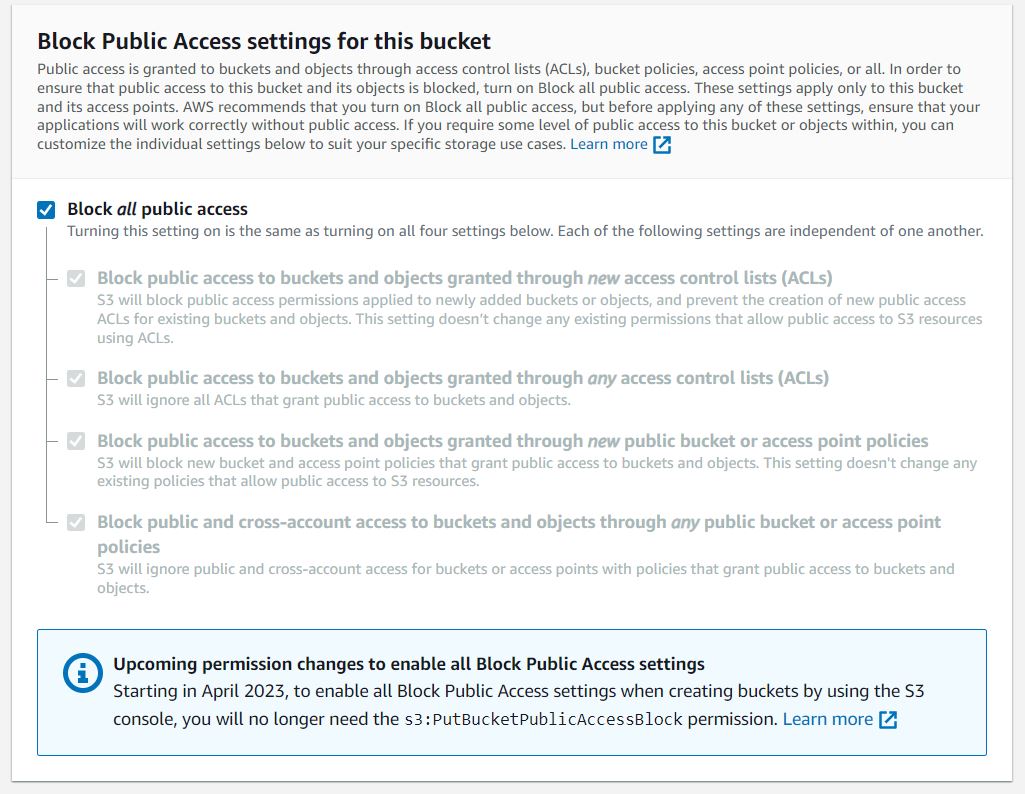 Block Public Access settings for this bucket
Public access is granted to buckets and objects through access control lists (ACLs), bucket policies, access point policies, or all. In order to
ensure that public access to this bucket and its objects is blocked, turn on Block all public access. These settings apply only to this bucket
and its access points. AWS recommends that you turn on Block all public access, but before applying any of these settings, ensure that your
applications will work correctly without public access. If you require some level of public access to this bucket or objects within, you can
customize the individual settings below to suit your specific storage use cases. Learn more
Block all public access
Turning this setting on is the same as turning on all four settings below. Each of the following settings are independent of one another.
Block public access to buckets and objects granted through new access control lists (ACLs)
S3 will block public access permissions applied to newly added buckets or objects, and prevent the creation of new public access
ACLs for existing buckets and objects. This setting doesn’t change any existing permissions that allow public access to S3 resources
using ACLs.
Block public access to buckets and objects granted through any access control lists (ACLs)
S3 will ignore all ACLs that grant public access to buckets and objects.
Block public access to buckets and objects granted through new public bucket or access point policies
S3 will block new bucket and access point policies that grant public access to buckets and objects. This setting doesn't change any
existing policies that allow public access to S3 resources.
Block public and cross-account access to buckets and objects through any public bucket or access point
policies
S3 will ignore public and cross-account access for buckets or access points with policies that grant public access to buckets and
objects.
Upcoming permission changes to enable all Block Public Access settings
Starting in April 2023, to enable all Block Public Access settings when creating buckets by using the S3
console, you will no longer need the s3:PutBucketPublicAccessBlock permission. Learn more